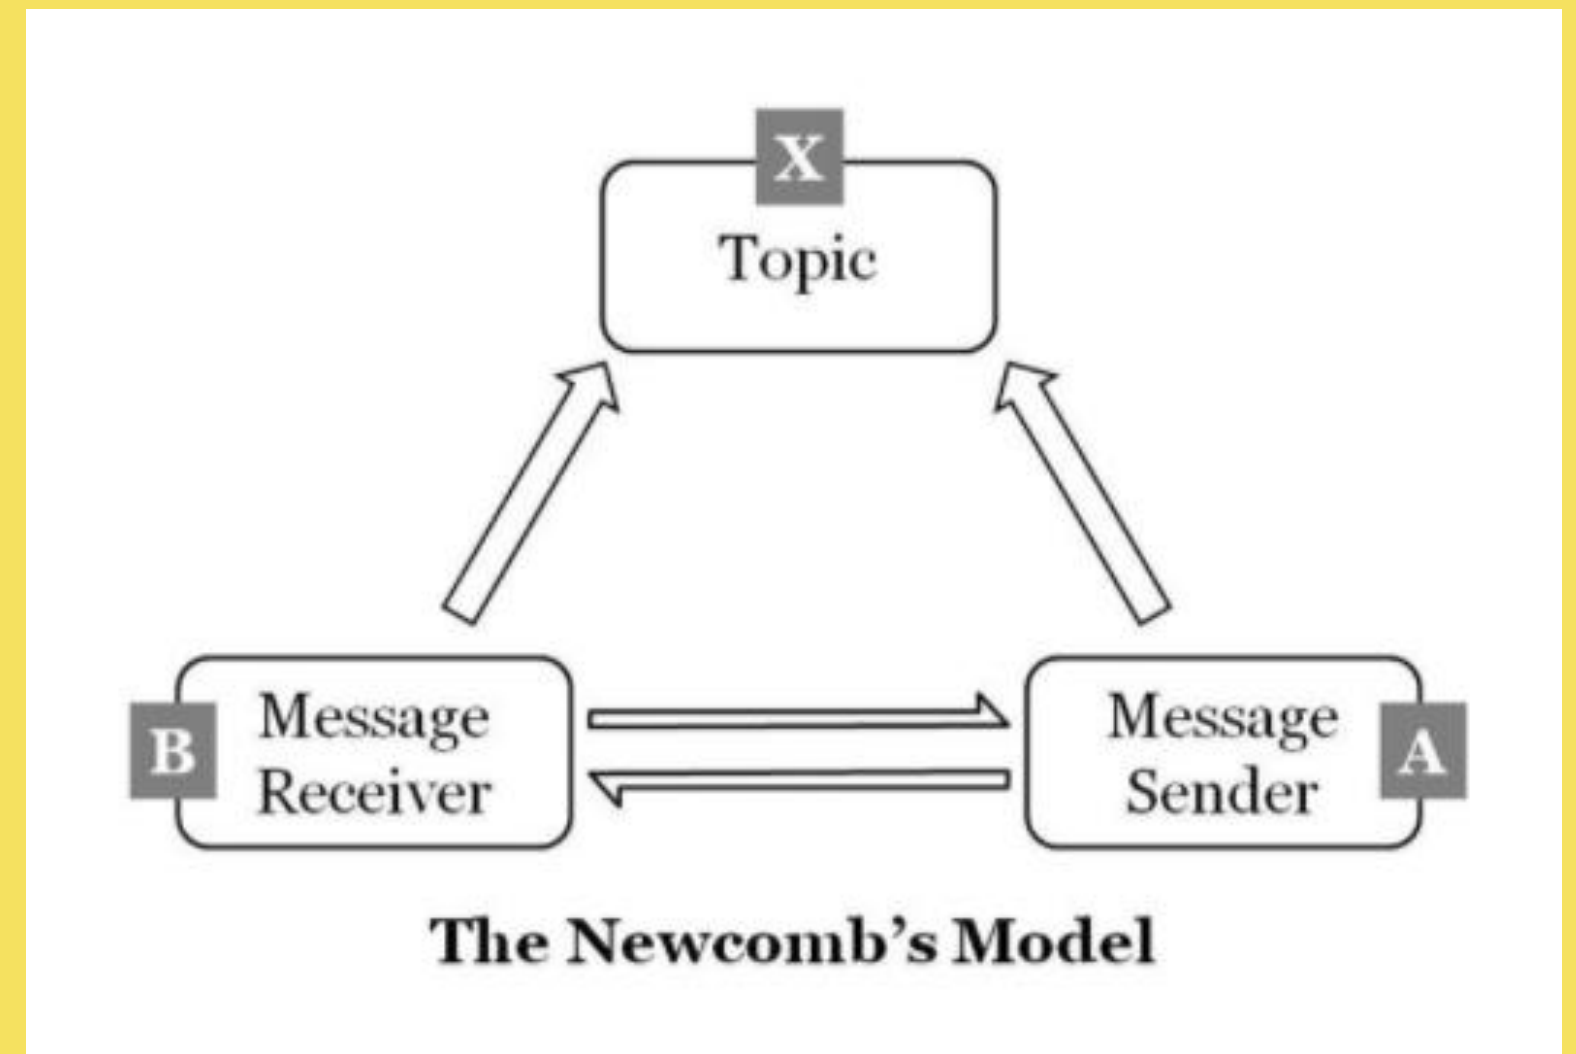 X
Topic
B
Message
Receiver
Message
Sender
A
The Newcomb's Model